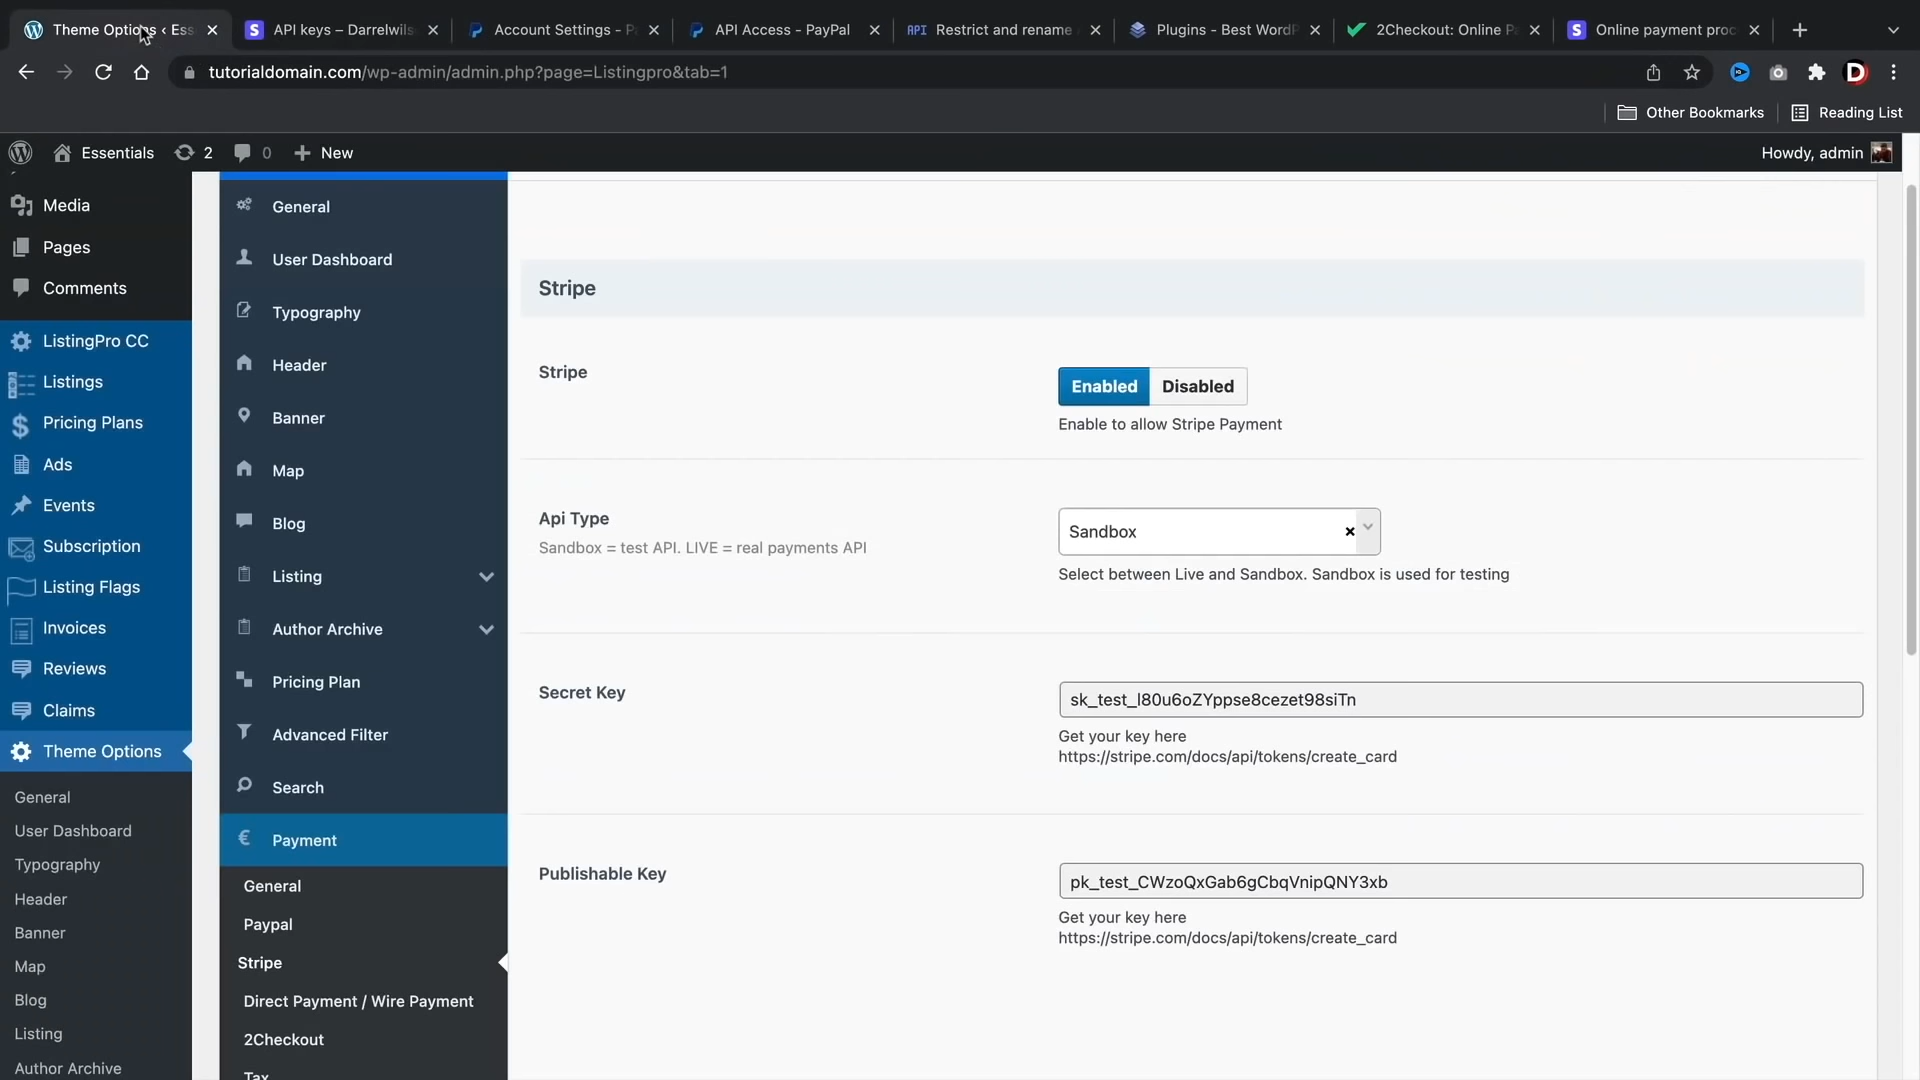 Theme Options ‹ Ess
API keys – Darrelwils
Account Settings - P
API Access - PayPal
API
Restrict and rename
Plugins - Best WordP
2Checkout: Online P
Online payment proc
tutorialdomain.com/wp-admin/admin.php?page=Listingpro&tab=1
Other Bookmarks
Reading List
Essentials
2
0
New
Howdy, admin
Media
Pages
Comments
ListingPro CC
Listings
Pricing Plans
Ads
Events
Subscription
Listing Flags
Invoices
Reviews
Claims
Theme Options
General
User Dashboard
Typography
Header
Banner
Map
Blog
Listing
Author Archive
General
User Dashboard
Typography
Header
Banner
Map
Blog
Listing
Author Archive
Pricing Plan
Advanced Filter
Search
Payment
General
Paypal
Stripe
Direct Payment / Wire Payment
2Checkout
Tax
Stripe
Stripe
Enabled
Disabled
Enable to allow Stripe Payment
Api Type
Sandbox = test API. LIVE = real payments API
Sandbox
Select between Live and Sandbox. Sandbox is used for testing
Secret Key
sk_test_l80u6oZYppse8cezet98siTn
Get your key here
https://stripe.com/docs/api/tokens/create_card
Publishable Key
pk_test_CWzoQxGab6gCbqVnipQNY3xb
Get your key here
https://stripe.com/docs/api/tokens/create_card